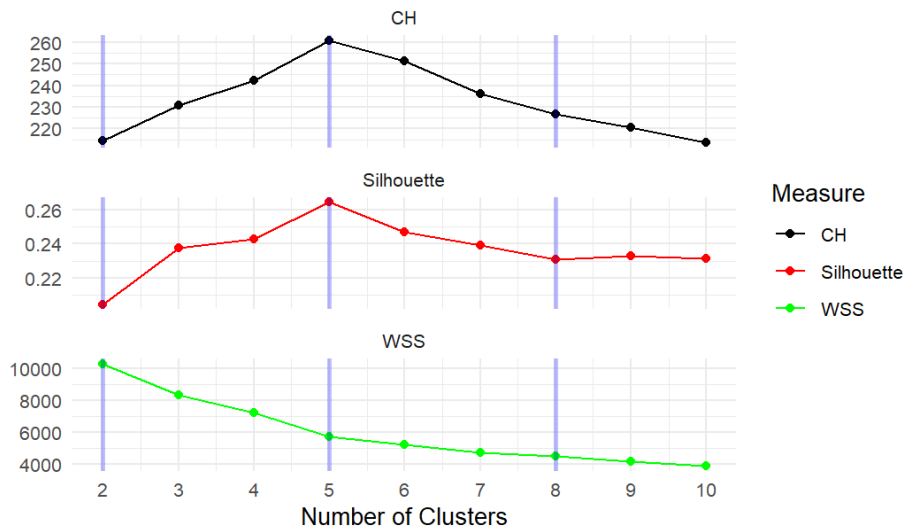 CH
260
250
240
230
220
Silhouette
0.26
0.24
0.22
WSS
10000
8000
6000
4000
2 3 4 5 6 7 8 9 10
Number of Clusters
Measure
CH
Silhouette
WSS